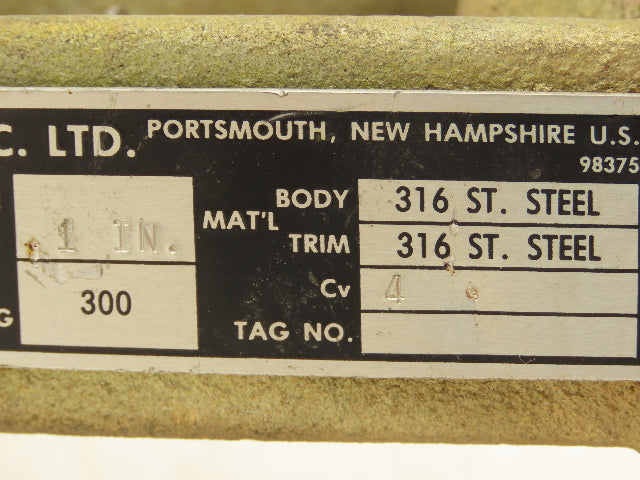 C. LTD. PORTSMOUTH, NEW HAMPSHIRE U.S.
98375
1 IN. BODY 316 ST. STEEL
MAT'L
TRIM 316 ST. STEEL
300 Cv 4
G TAG NO.